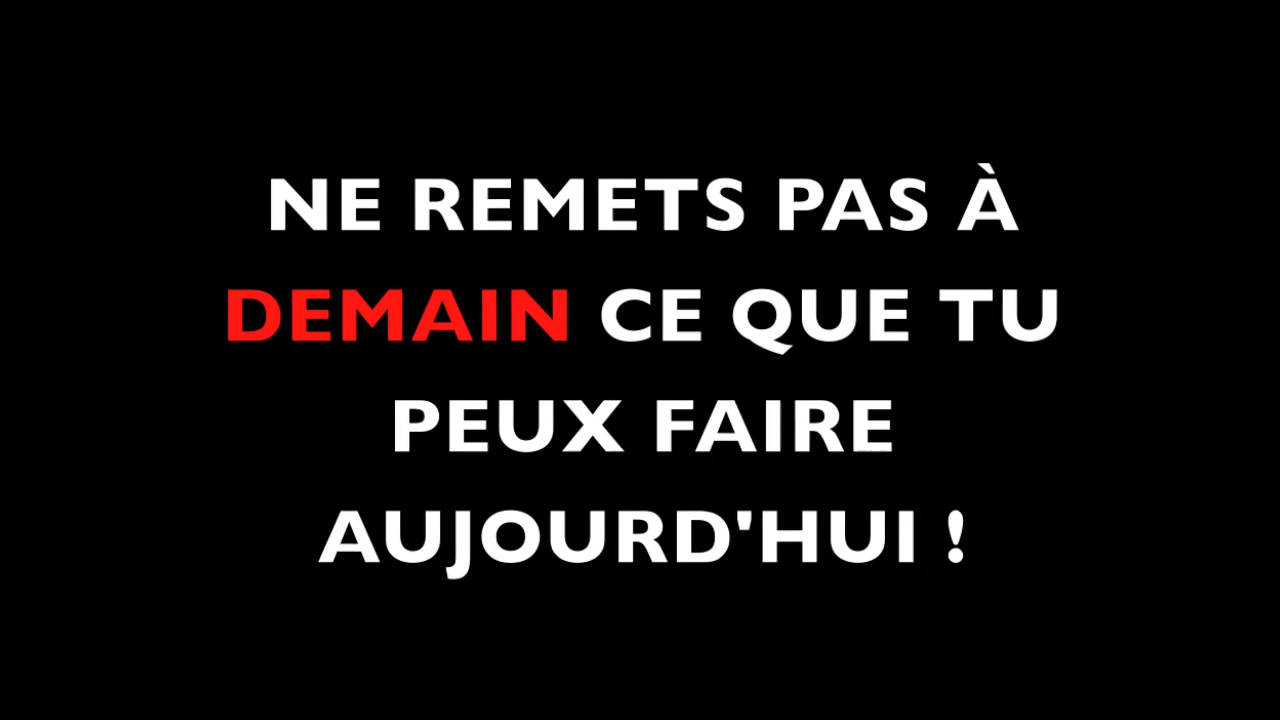 NE REMETS PAS À
DEMAIN CE QUE TU
PEUX FAIRE
AUJOURD'HUI !